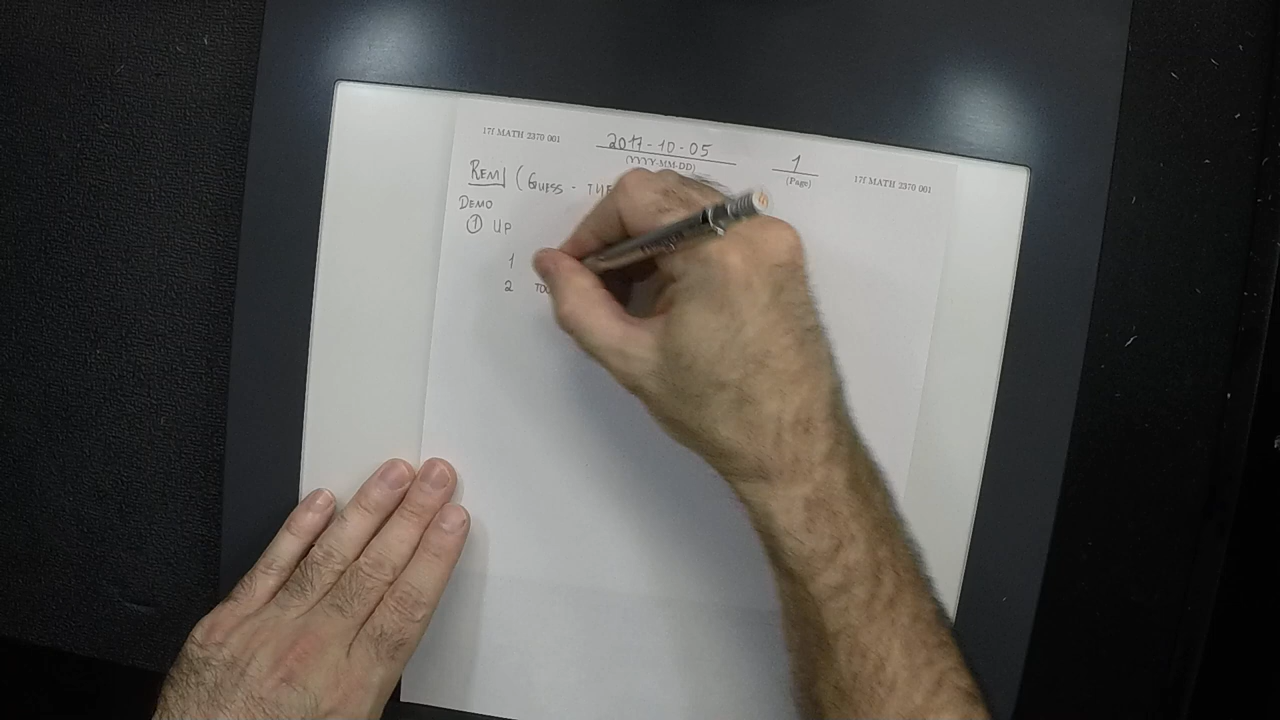 17f MATH 2370 001 2017-10-05 1 17f MATH 2370 001
(YYYY-MM-DD) (Page)
REM (GUESS - THE
DEMO
① UP
1
2